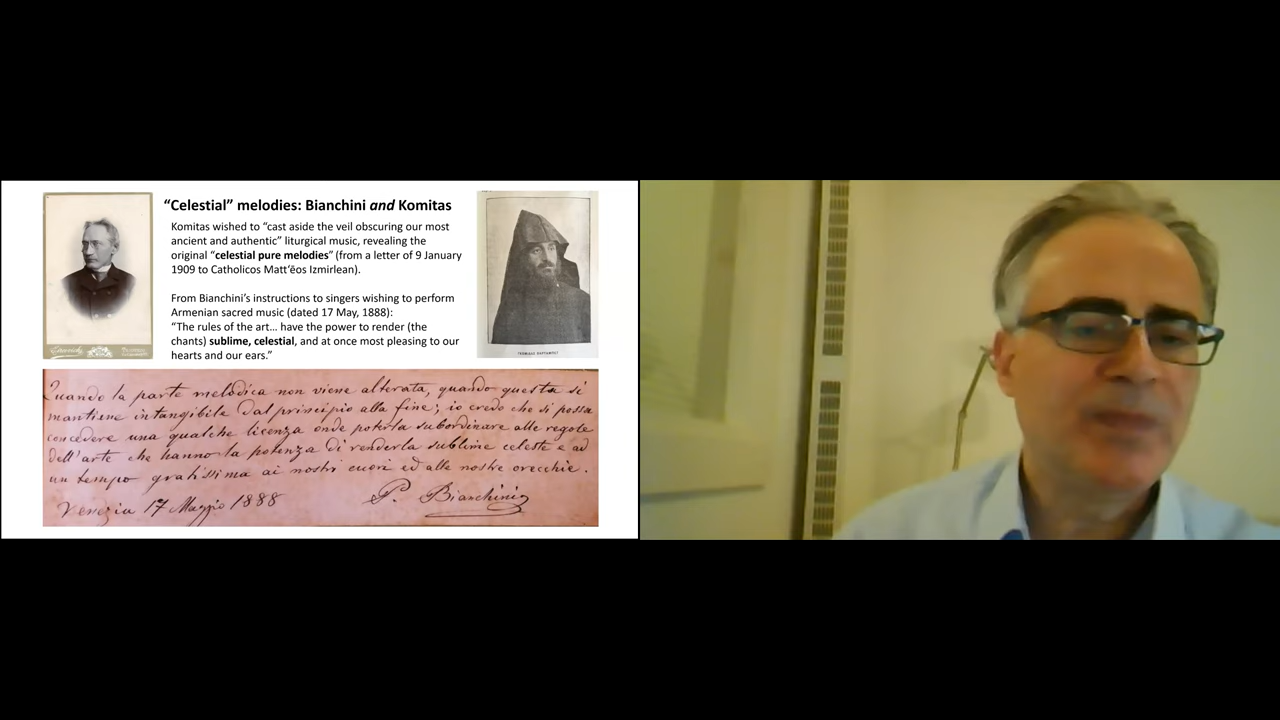 “Celestial” melodies: Bianchini and Komitas
Komitas wished to “cast aside the veil obscuring our most
ancient and authentic” liturgical music, revealing the
original “celestial pure melodies” (from a letter of 9 January
1909 to Catholicos Matt‘ēos Izmirlean).
From Bianchini’s instructions to singers wishing to perform
Armenian sacred music (dated 17 May, 1888):
“The rules of the art… have the power to render (the
chants) sublime, celestial, and at once most pleasing to our
hearts and our ears.”
Quando la parte melodica non viene alterata, quando questa si
mantiene intangibile dal principio alla fine; io credo che si possa
concedere una qualche licenza onde poterla subordinare alle regole
dell'arte che hanno la potenza di renderla sublime celeste e ad
un tempo gratissima ai nostri cuori ed alle nostre orecchie.
Venezia 17 Maggio 1888 P. Bianchini